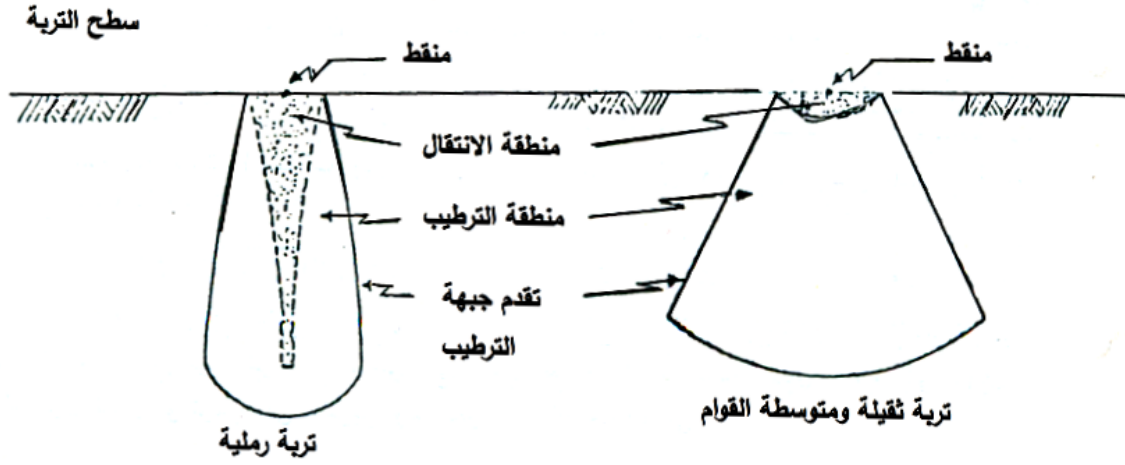 سطح التربة
منقط
منقط
منطقة الانتقال
منطقة الترطيب
تقدم جبهة
الترطيب
تربة ثقيلة ومتوسطة القوام
تربة رملية